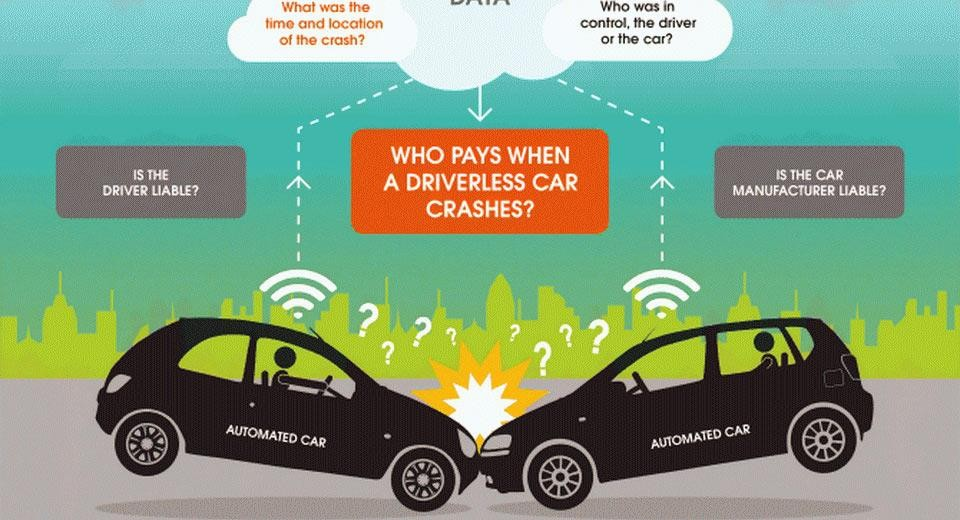 DATA
What was the
time and location
of the crash?
Who was in
control, the driver
or the car?
WHO PAYS WHEN
A DRIVERLESS CAR
CRASHES?
IS THE
DRIVER LIABLE?
IS THE CAR
MANUFACTURER LIABLE?
? ? ? ? ? ? ? ?
AUTOMATED CAR
AUTOMATED CAR